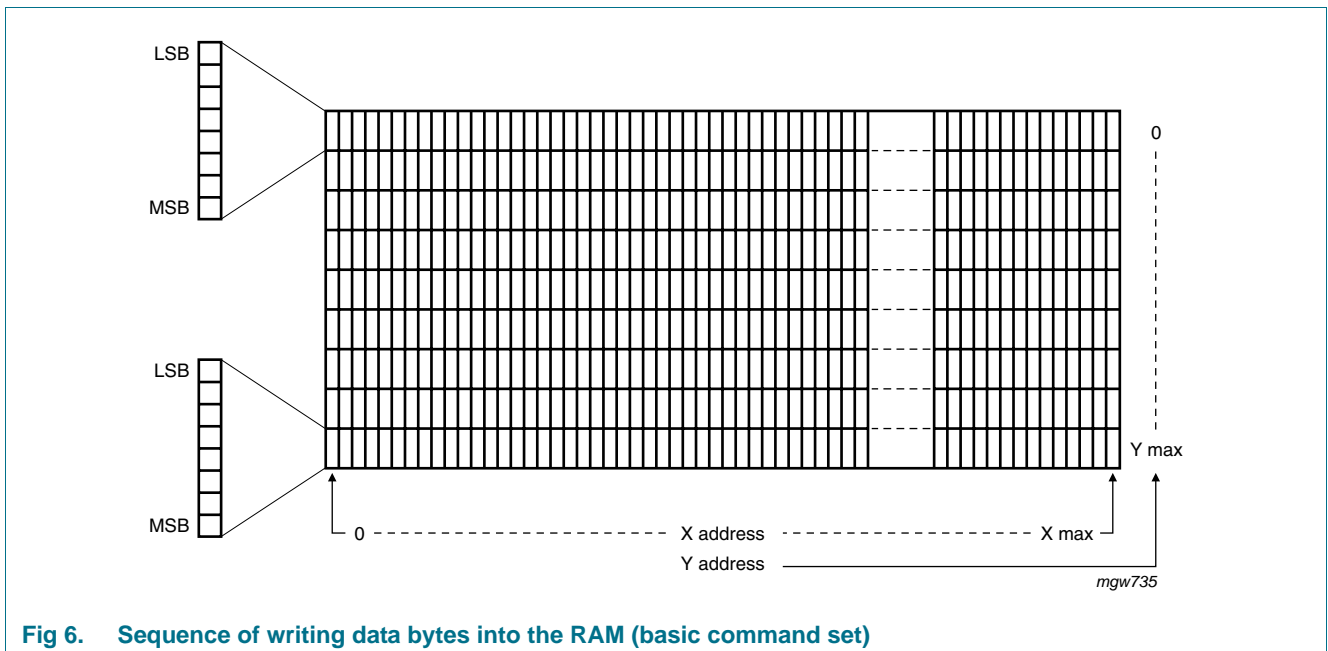 LSB
0
MSB
LSB
Y max
MSB
0 X address X max
Y address
mgw735
Fig 6. Sequence of writing data bytes into the RAM (basic command set)